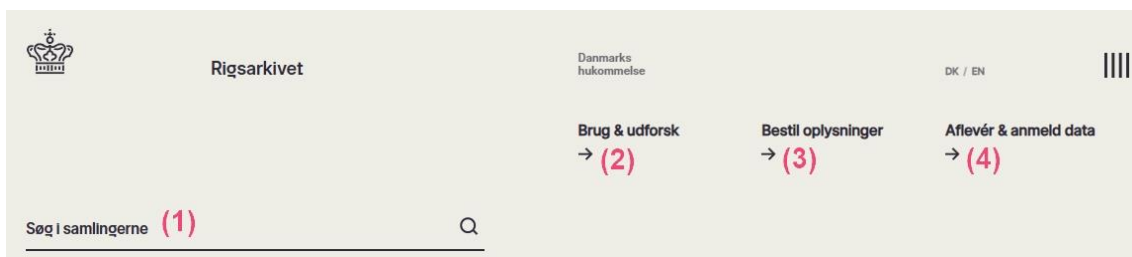 Rigsarkivet
Danmarks
hukommelse
DK / EN
Brug & udforsk
→ (2)
Bestil oplysninger
→ (3)
Aflevér & anmeld data
→ (4)
Søg i samlingerne (1)